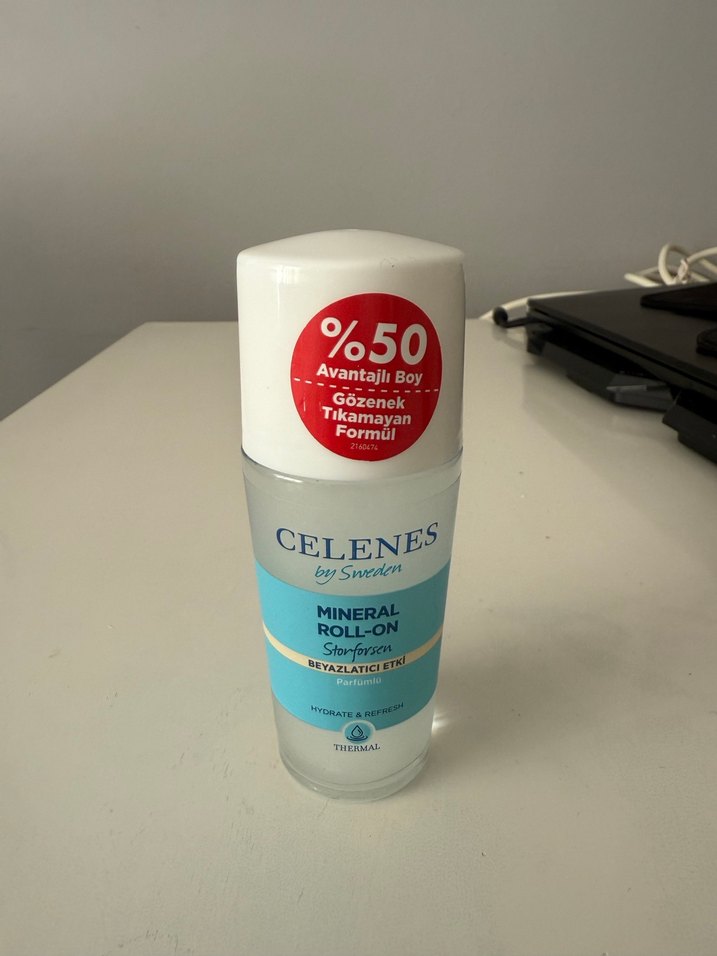 %50
Avantajlı Boy
Gözenek
Tıkamayan
Formül
2160474
CELENES
by Sweden
MINERAL
ROLL-ON
Storforsen
BEYAZLATICI ETKİ
Parfümlü
HYDRATE & REFRESH
THERMAL